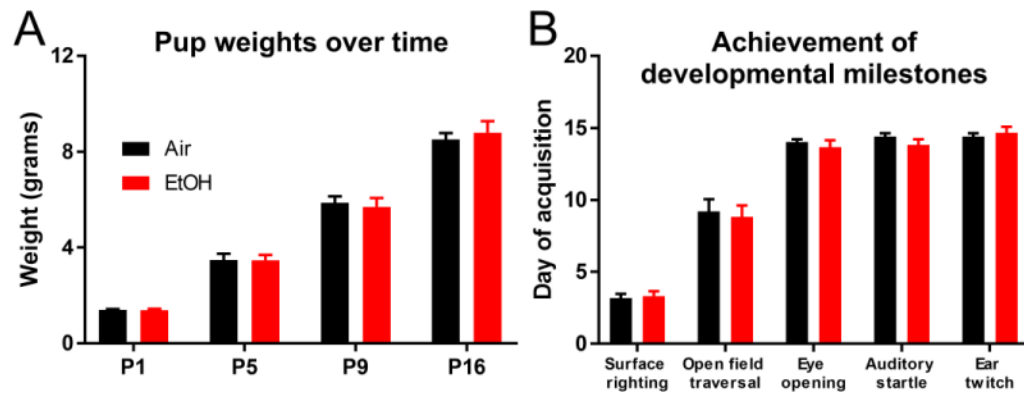 A
Pup weights over time
12
8
4
0
Weight (grams)
Air
EtOH
P1
P5
P9
P16
B
Achievement of
developmental milestones
20
15
10
5
0
Day of acquisition
Surface
righting
Open field
traversal
Eye
opening
Auditory
startle
Ear
twitch